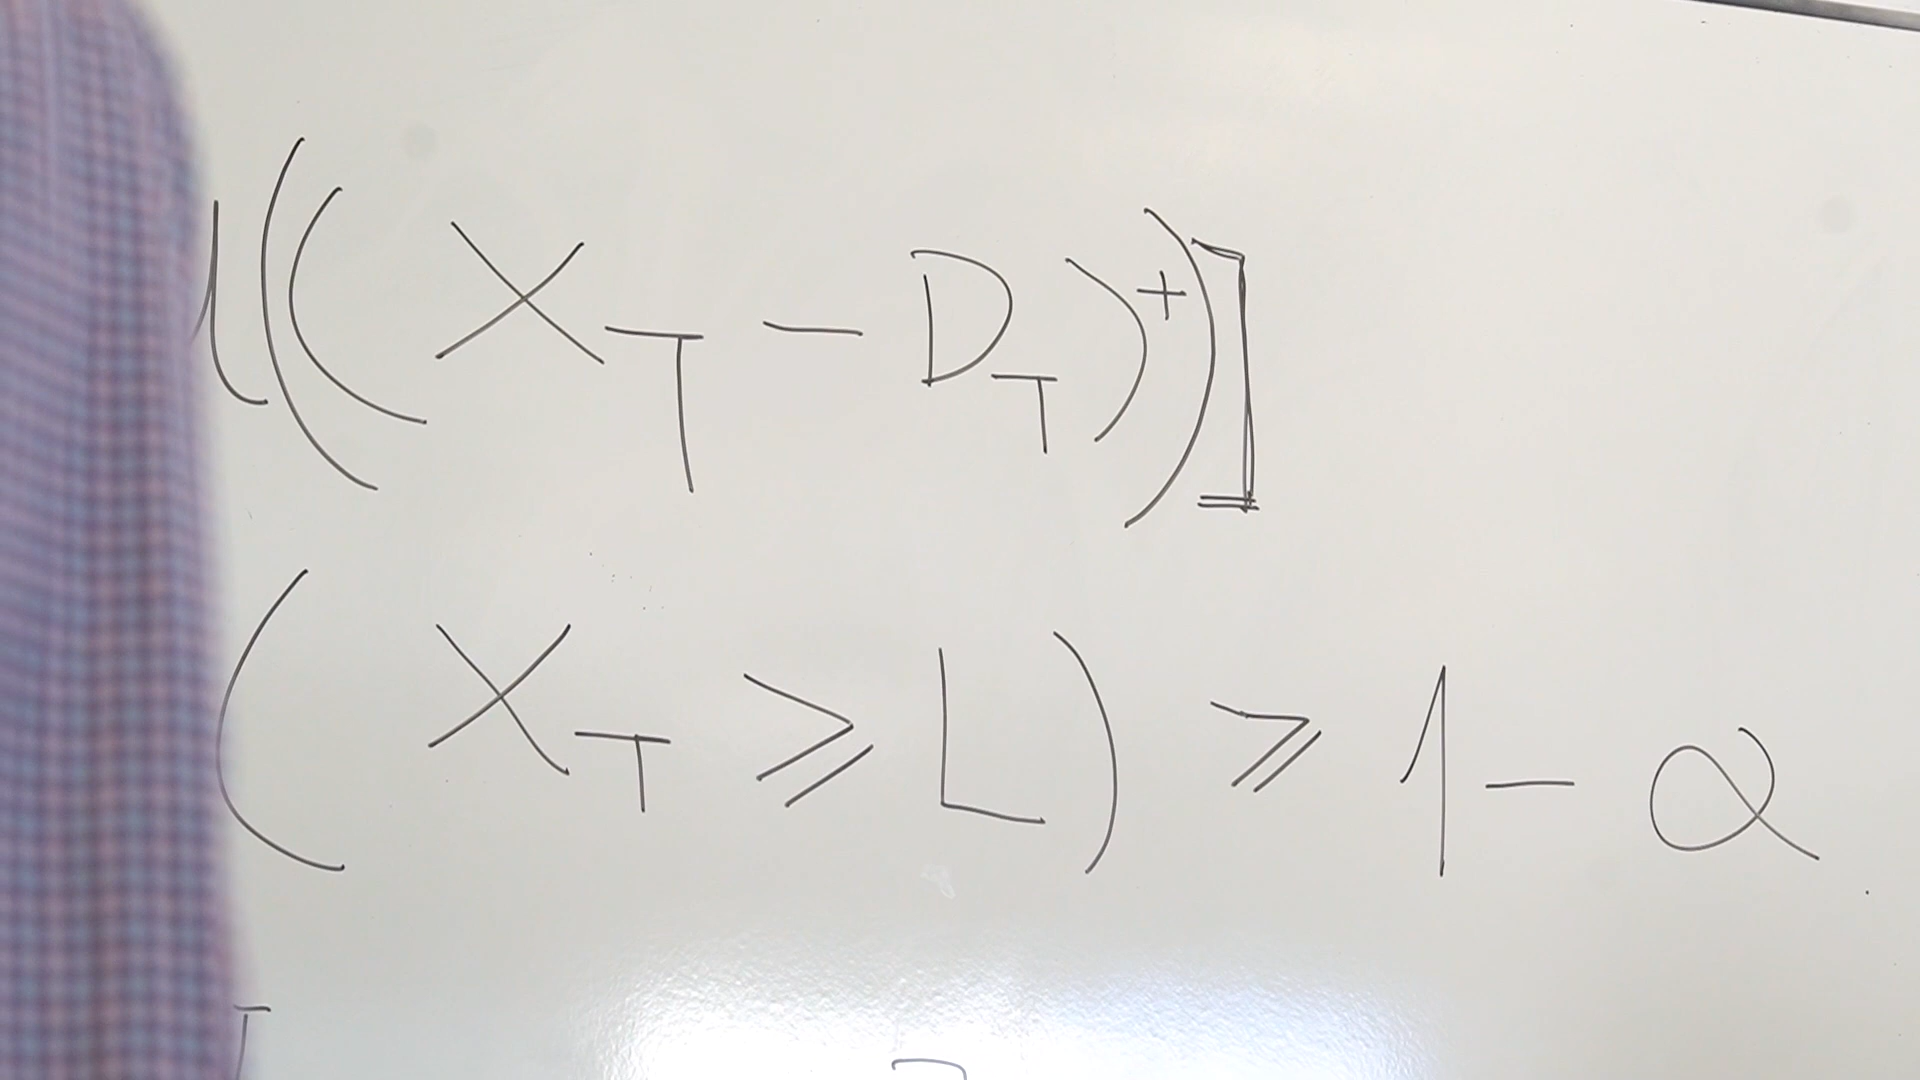 ((X_T − D_T)^+)]
(X_T ⩾ L) ⩾ 1 − α